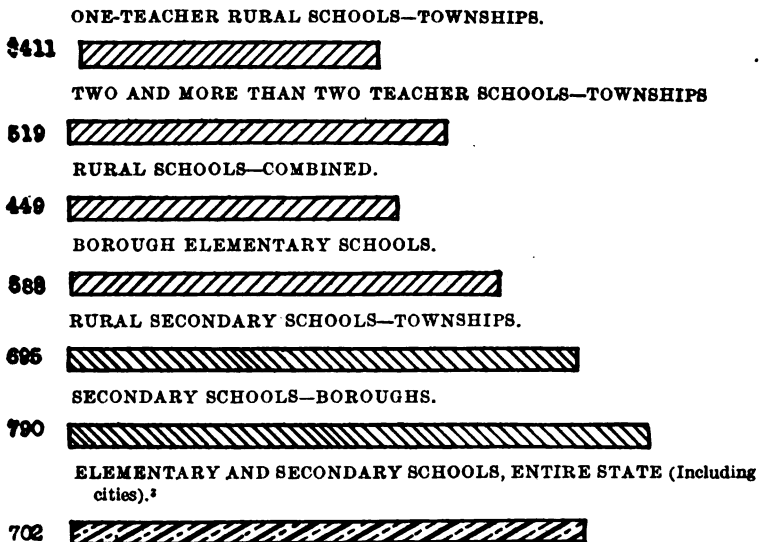 ONE-TEACHER RURAL SCHOOLS—TOWNSHIPS.
$411
TWO AND MORE THAN TWO TEACHER SCHOOLS—TOWNSHIPS
519
RURAL SCHOOLS—COMBINED.
449
BOROUGH ELEMENTARY SCHOOLS.
588
RURAL SECONDARY SCHOOLS—TOWNSHIPS.
695
SECONDARY SCHOOLS—BOROUGHS.
790
ELEMENTARY AND SECONDARY SCHOOLS, ENTIRE STATE (Including
cities).²
702